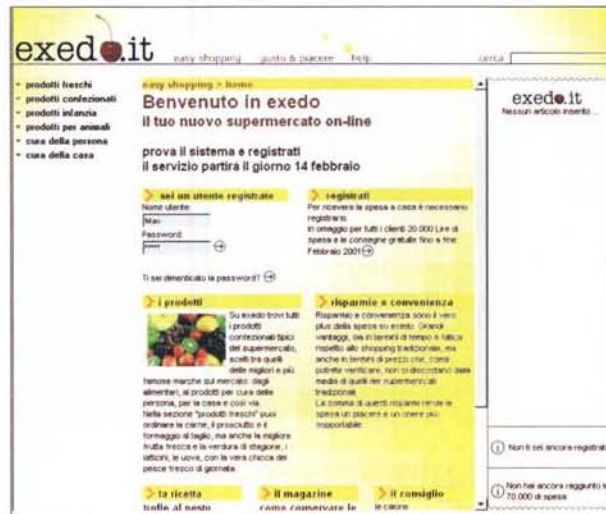 exedo.it
easy shopping gusto & piacere help cerca
prodotti freschi
prodotti confezionati
prodotti infanzia
prodotti per animali
cura della persona
cura della casa
easy shopping > home
Benvenuto in exedo
il tuo nuovo supermercato on-line
prova il sistema e registrati
il servizio partirà il giorno 14 febbraio
sei un utente registrato
Nome utente:
Max
Password:
*****
Ti sei dimenticato la password?
registrati
Per ricevere la spesa a casa è necessario
registrarsi.
In omaggio per tutti i clienti 20.000 Lire di
spesa e le consegne gratuite fino a fine
Febbraio 2001
i prodotti
Su exedo trovi tutti
i prodotti
confezionati tipici
del supermercato,
scelti tra quelli
delle migliori e più
famose marche sul mercato: dagli
alimentari, ai prodotti per cura della
persona, per la casa e così via.
Nella sezione "prodotti freschi" puoi
ordinare la carne, il prosciutto e il
formaggio al taglio, ma anche la migliore
frutta fresca e la verdura di stagione, i
latticini, le uova, con la vera chicca del
pesce fresco di giornata.
risparmio e convenienza
Risparmio e convenienza sono il vero
plus della spesa su exedo. Grandi
vantaggi, sia in termini di tempo e fatica
rispetto allo shopping tradizionale, ma
anche in termini di prezzi che, come
potrete verificare, non si discostano dalla
media di quelli dei supermercati
tradizionali.
La somma di questi risparmi rende la
spesa un piacere e un onere più
sopportabile.
la ricetta
trofie al pesto
il magazine
come conservare le
il consiglio
le calorie
exedo.it
Nessun articolo inserito ...
Non ti sei ancora registrato
Non hai ancora raggiunto le
70.000 di spesa